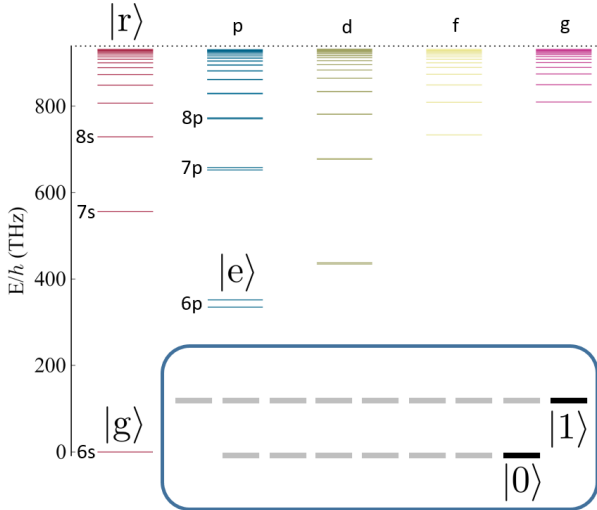 |r⟩ p d f g
800
8p
8s
7p
600
7s
E/h (THz)
|e⟩
400
6p
200
|g⟩
|1⟩
6s 0
|0⟩